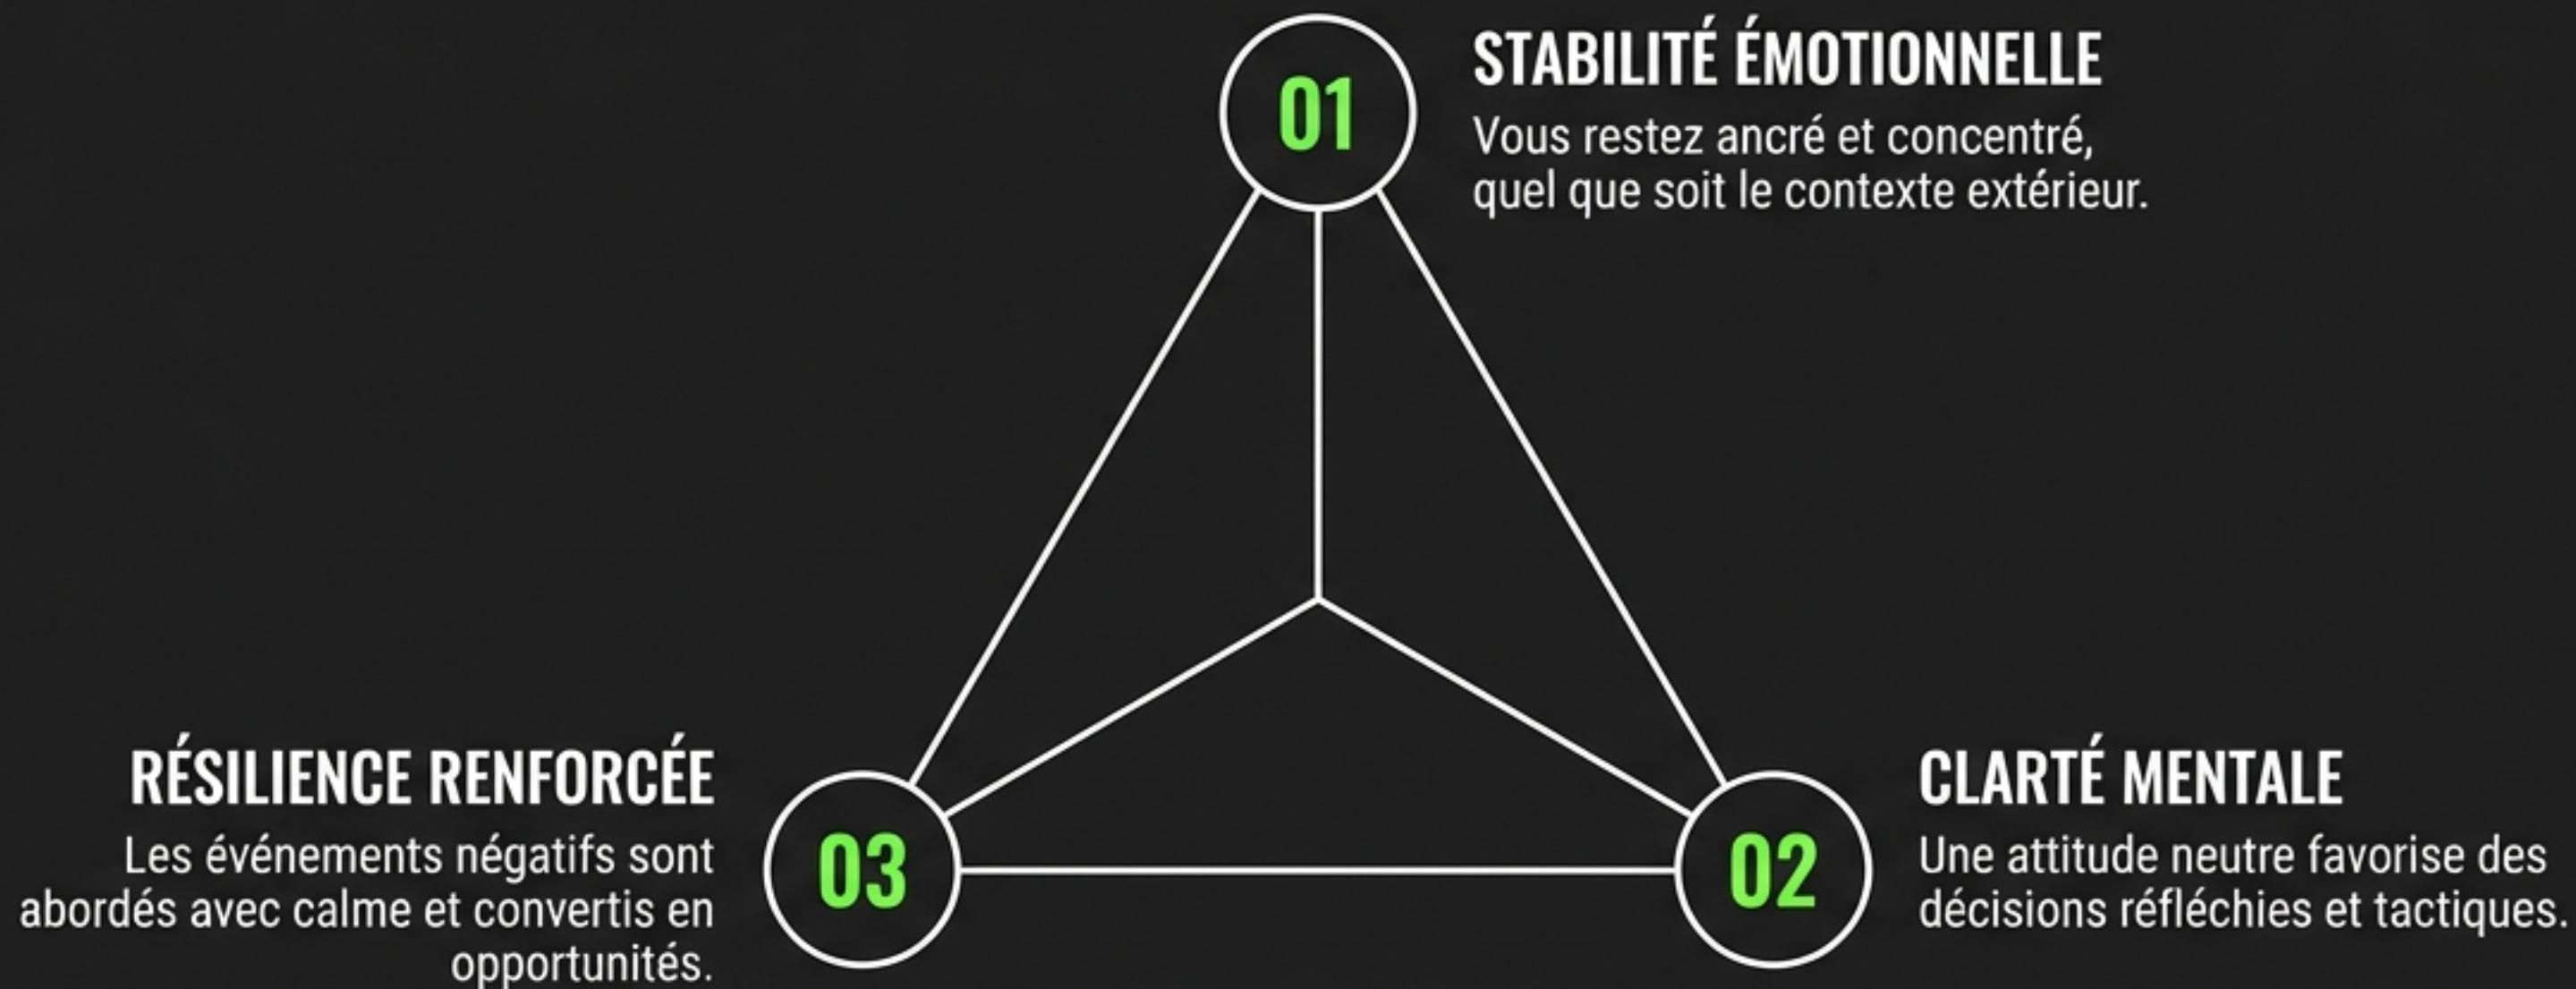 01
STABILITÉ ÉMOTIONNELLE
Vous restez ancré et concentré,
quel que soit le contexte extérieur.
RÉSILIENCE RENFORCÉE
Les événements négatifs sont
abordés avec calme et convertis en
opportunités.
03
02
CLARTÉ MENTALE
Une attitude neutre favorise des
décisions réfléchies et tactiques.